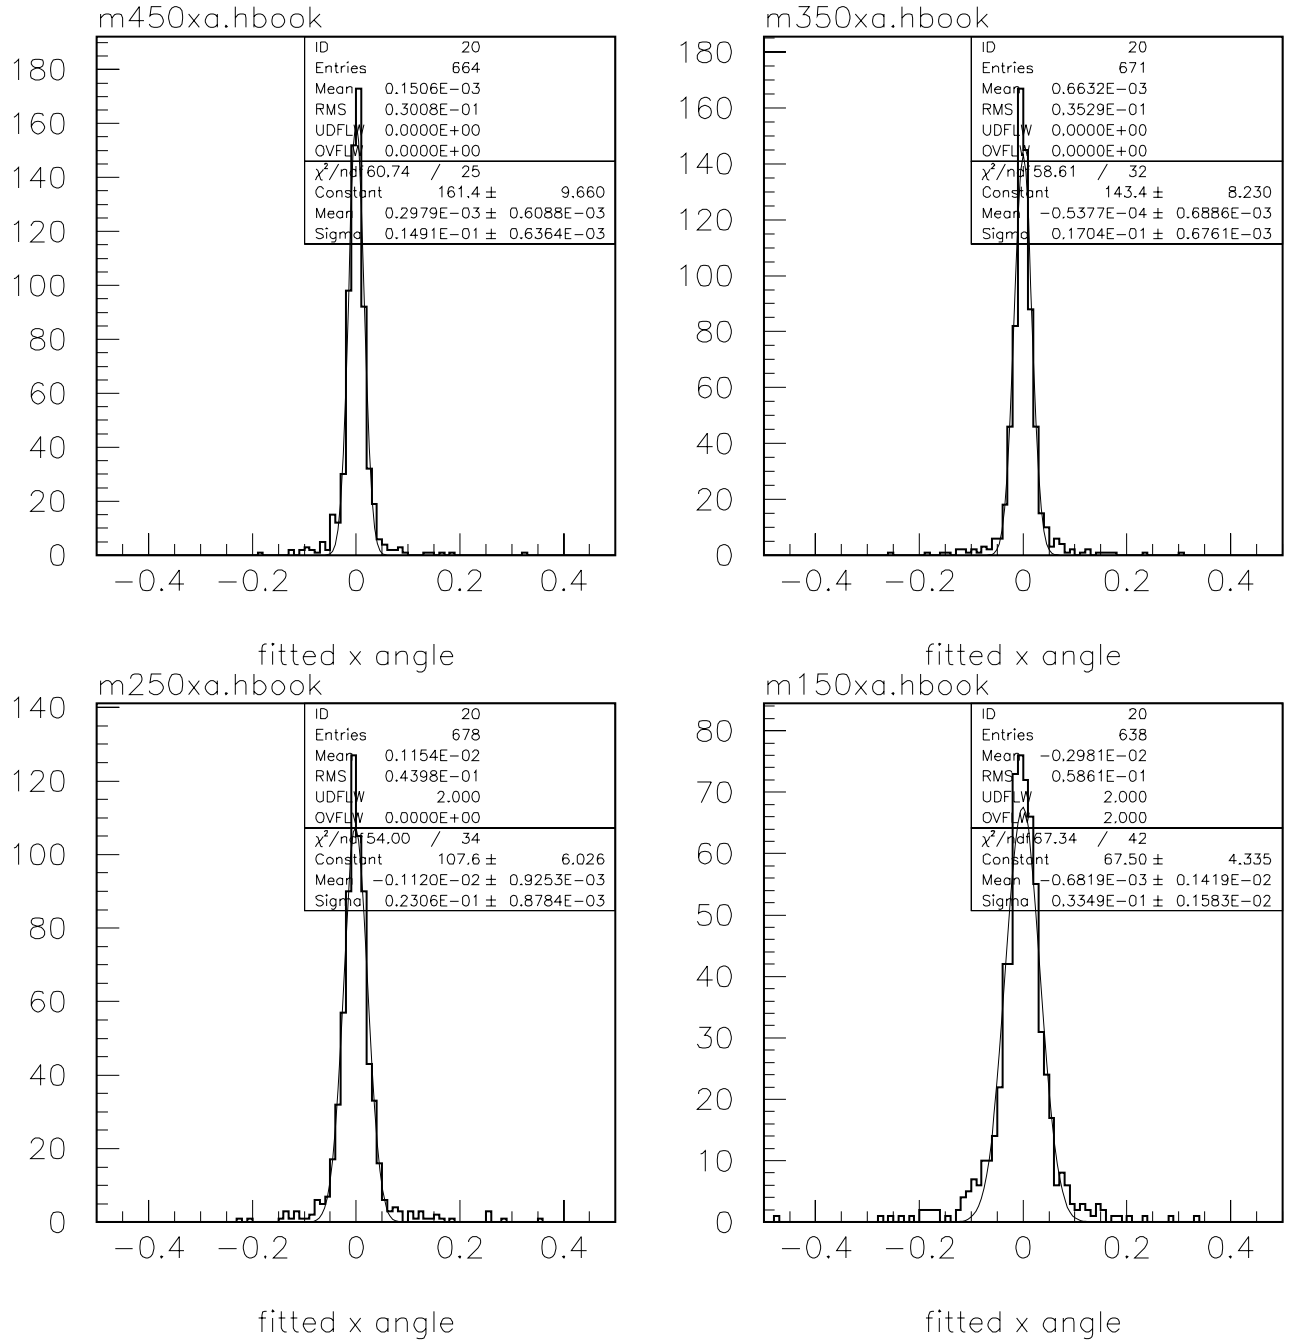 m450xa.hbook
ID 20
Entries 664
Mean 0.1506E-03
RMS 0.3008E-01
UDFLW 0.0000E+00
OVFLW 0.0000E+00
χ²/ndf 60.74 / 25
Constant 161.4 ± 9.660
Mean 0.2979E-03 ± 0.6088E-03
Sigma 0.1491E-01 ± 0.6364E-03
180
160
140
120
100
80
60
40
20
0
-0.4 -0.2 0 0.2 0.4
fitted x angle
m350xa.hbook
ID 20
Entries 671
Mean 0.6632E-03
RMS 0.3529E-01
UDFLW 0.0000E+00
OVFLW 0.0000E+00
χ²/ndf 58.61 / 32
Constant 143.4 ± 8.230
Mean -0.5377E-04 ± 0.6886E-03
Sigma 0.1704E-01 ± 0.6761E-03
180
160
140
120
100
80
60
40
20
0
-0.4 -0.2 0 0.2 0.4
fitted x angle
m250xa.hbook
ID 20
Entries 678
Mean 0.1154E-02
RMS 0.4398E-01
UDFLW 2.000
OVFLW 0.0000E+00
χ²/ndf 54.00 / 34
Constant 107.6 ± 6.026
Mean -0.1120E-02 ± 0.9253E-03
Sigma 0.2306E-01 ± 0.8784E-03
140
120
100
80
60
40
20
0
-0.4 -0.2 0 0.2 0.4
fitted x angle
m150xa.hbook
ID 20
Entries 638
Mean -0.2981E-02
RMS 0.5861E-01
UDFLW 2.000
OVFLW 2.000
χ²/ndf 67.34 / 42
Constant 67.50 ± 4.335
Mean -0.6819E-03 ± 0.1419E-02
Sigma 0.3349E-01 ± 0.1583E-02
80
70
60
50
40
30
20
10
0
-0.4 -0.2 0 0.2 0.4
fitted x angle